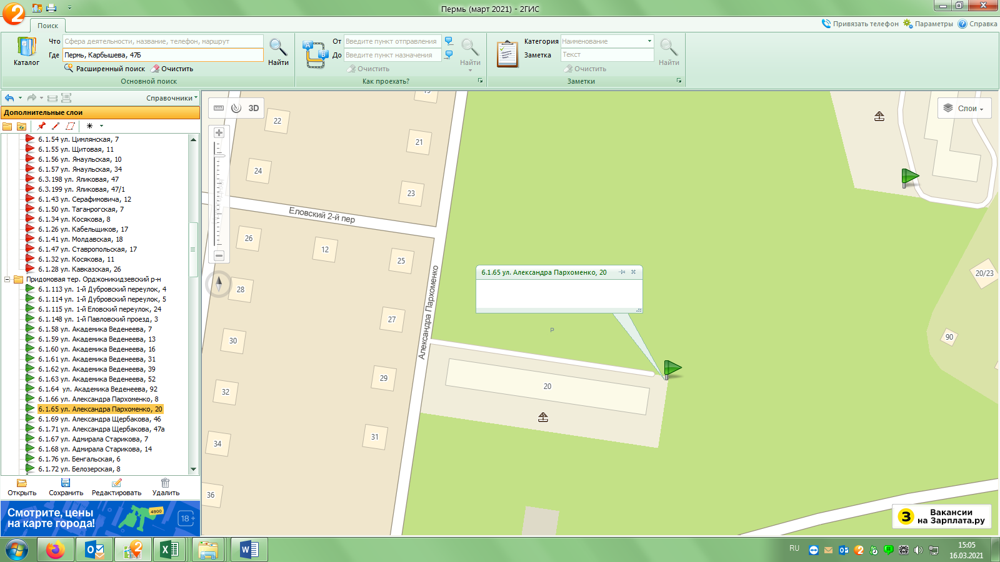 Пермь (март 2021) - 2ГИС
Поиск
Привязать телефон
Параметры
Справка
Каталог
Что
Сфера деятельности, название, телефон, маршрут
Где
Пермь, Карбышева, 47Б
Найти
Расширенный поиск
Очистить
Основной поиск
От
Введите пункт отправления
До
Введите пункт назначения
Найти
Очистить
Как проехать?
Категория
Наименование
Заметка
Текст
Найти
Очистить
Заметки
Справочники
Дополнительные слои
6.1.54 ул. Цимлянская, 7
6.1.55 ул. Щитовая, 11
6.1.56 ул. Янаульская, 10
6.1.57 ул. Янаульская, 34
6.3.198 ул. Яликовая, 47
6.3.199 ул. Яликовая, 47/1
6.1.43 ул. Серафимовича, 12
6.1.50 ул. Таганрогская, 7
6.1.34 ул. Косякова, 8
6.1.26 ул. Кабельщиков, 17
6.1.41 ул. Молдавская, 18
6.1.47 ул. Ставропольская, 17
6.1.32 ул. Косякова, 11
6.1.28 ул. Кавказская, 26
Придомовая тер. Орджоникидзевский р-н
6.1.113 ул. 1-й Дубровский переулок, 4
6.1.114 ул. 1-й Дубровский переулок, 5
6.1.115 ул. 1-й Еловский переулок, 24
6.1.148 ул. 1-й Павловский проезд, 3
6.1.58 ул. Академика Веденеева, 7
6.1.59 ул. Академика Веденеева, 13
6.1.60 ул. Академика Веденеева, 16
6.1.61 ул. Академика Веденеева, 31
6.1.62 ул. Академика Веденеева, 39
6.1.63 ул. Академика Веденеева, 52
6.1.64 ул. Академика Веденеева, 92
6.1.66 ул. Александра Пархоменко, 8
6.1.65 ул. Александра Пархоменко, 20
6.1.69 ул. Александра Щербакова, 46
6.1.71 ул. Александра Щербакова, 47а
6.1.67 ул. Адмирала Старикова, 7
6.1.68 ул. Адмирала Старикова, 14
6.1.76 ул. Бенгальская, 6
6.1.72 ул. Белозерская, 8
Открыть
Сохранить
Редактировать
Удалить
Смотрите, цены
на карте города!
4900
18+
3D
Слои
22
21
24
23
Еловский 2-й пер
26
12
25
28
Александра Пархоменко
27
30
29
32
31
34
36
6.1.65 ул. Александра Пархоменко, 20
Р
20
20/23
90
З
Вакансии
на Зарплата.ру
RU
15:05
16.03.2021